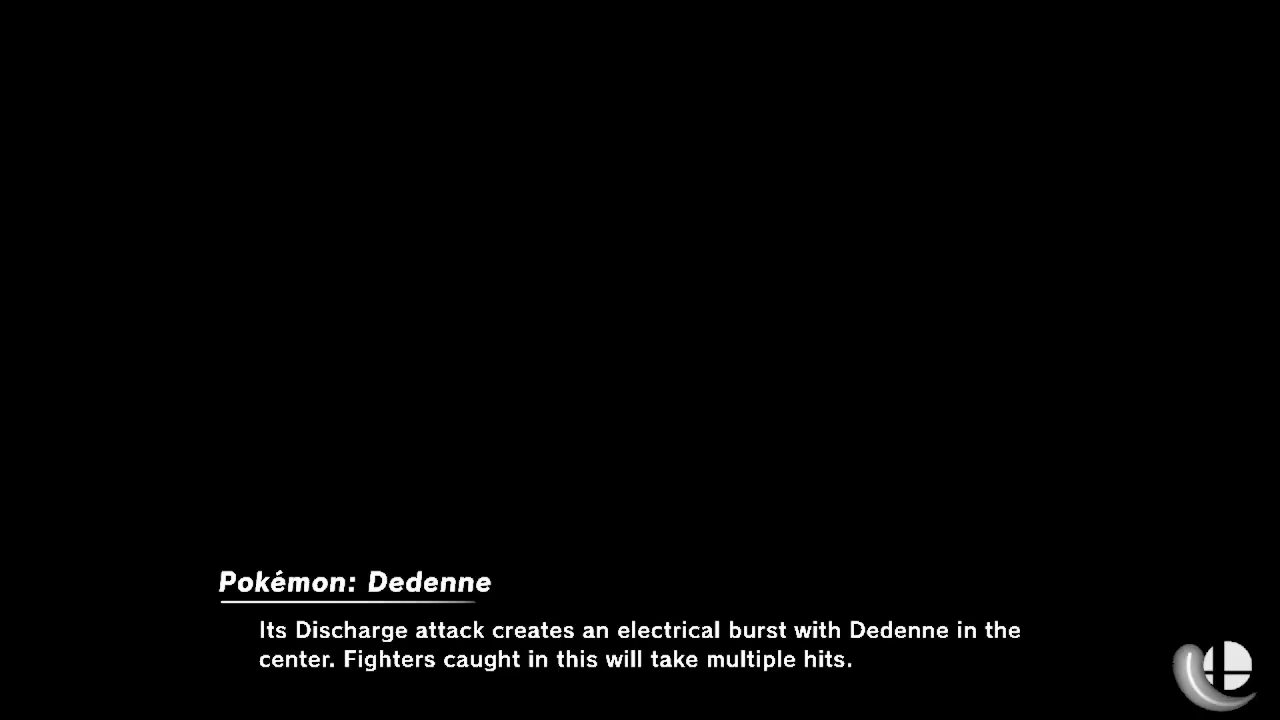 Pokémon: Dedenne
Its Discharge attack creates an electrical burst with Dedenne in the
center. Fighters caught in this will take multiple hits.